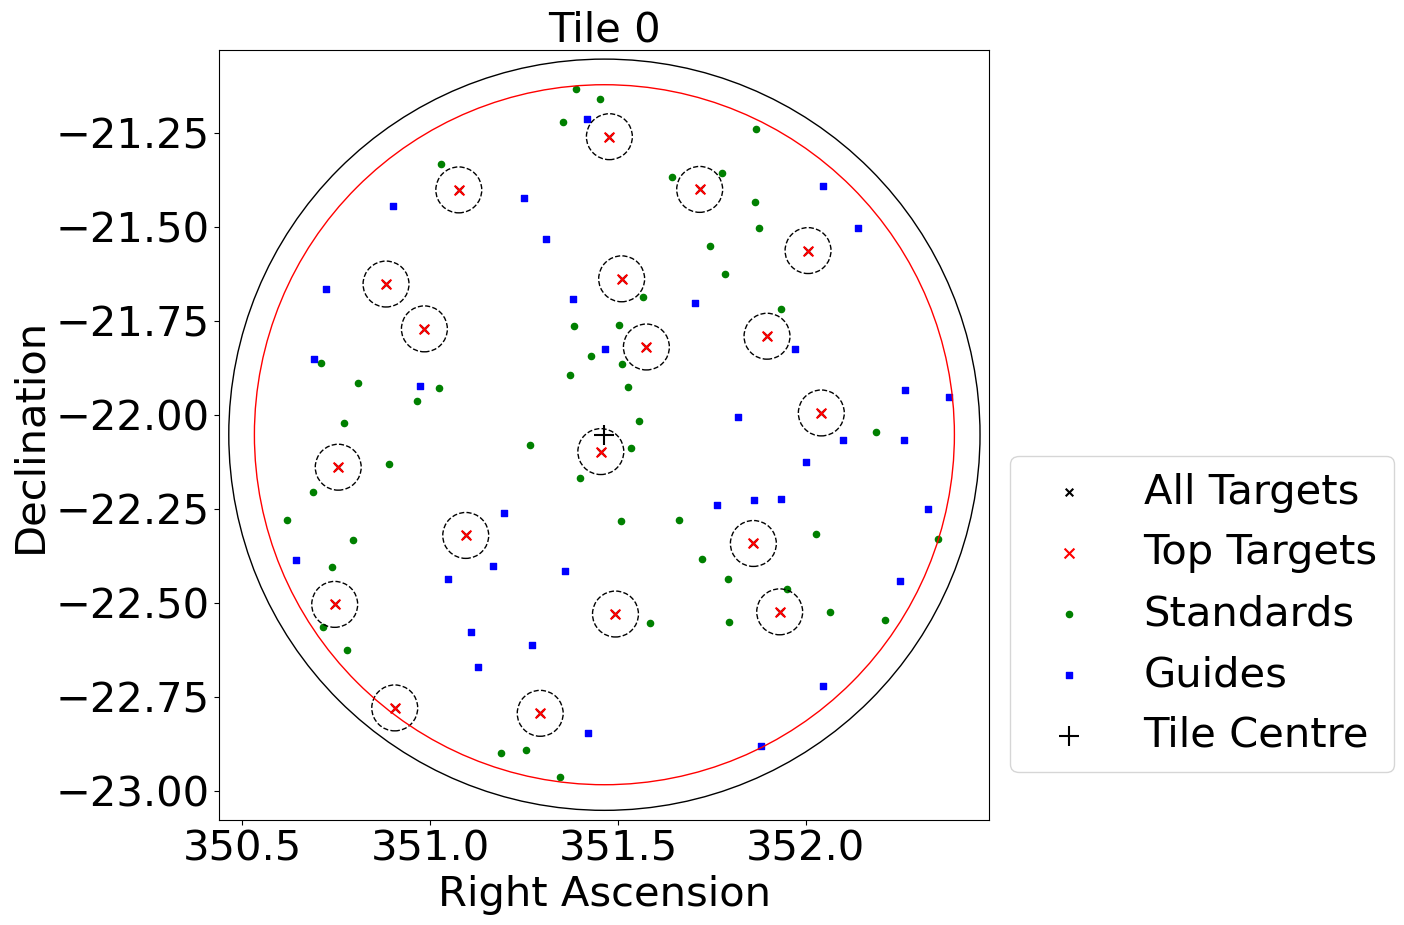 Tile 0
Declination
−21.25
−21.50
−21.75
−22.00
−22.25
−22.50
−22.75
−23.00
350.5
351.0
351.5
352.0
Right Ascension
All Targets
Top Targets
Standards
Guides
Tile Centre